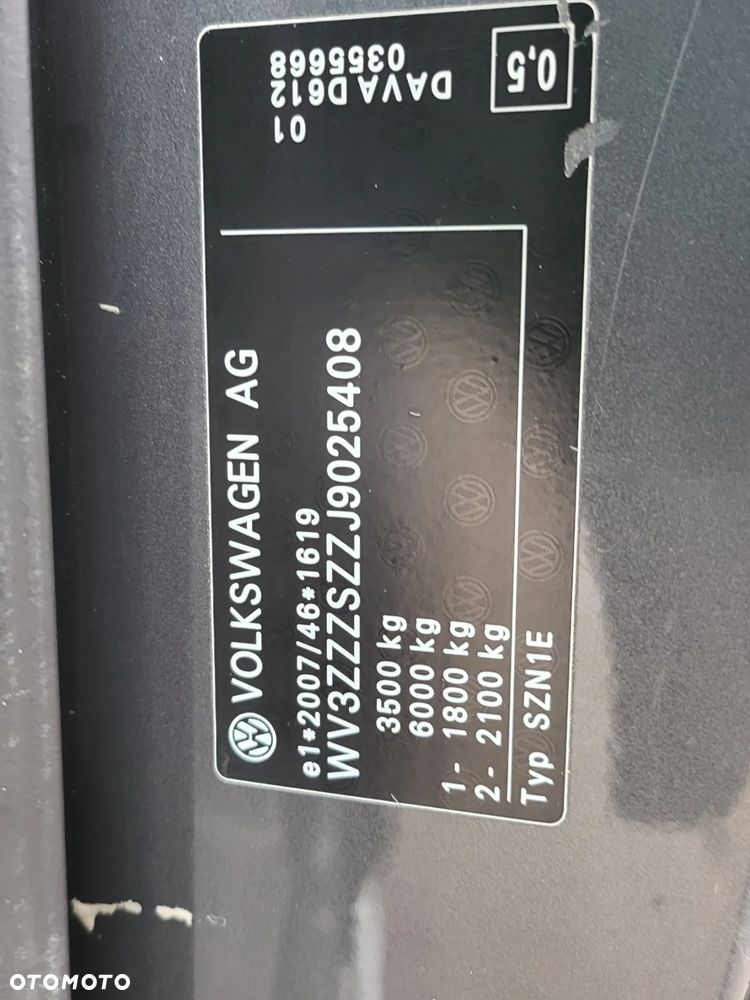 VOLKSWAGEN AG
e1*2007/46*1619
WV3ZZZSZZJ9025408
3500 kg
6000 kg
1- 1800 kg
2- 2100 kg
Typ SZN1E
01
DAVA D612
0355668
0,5
OTOMOTO